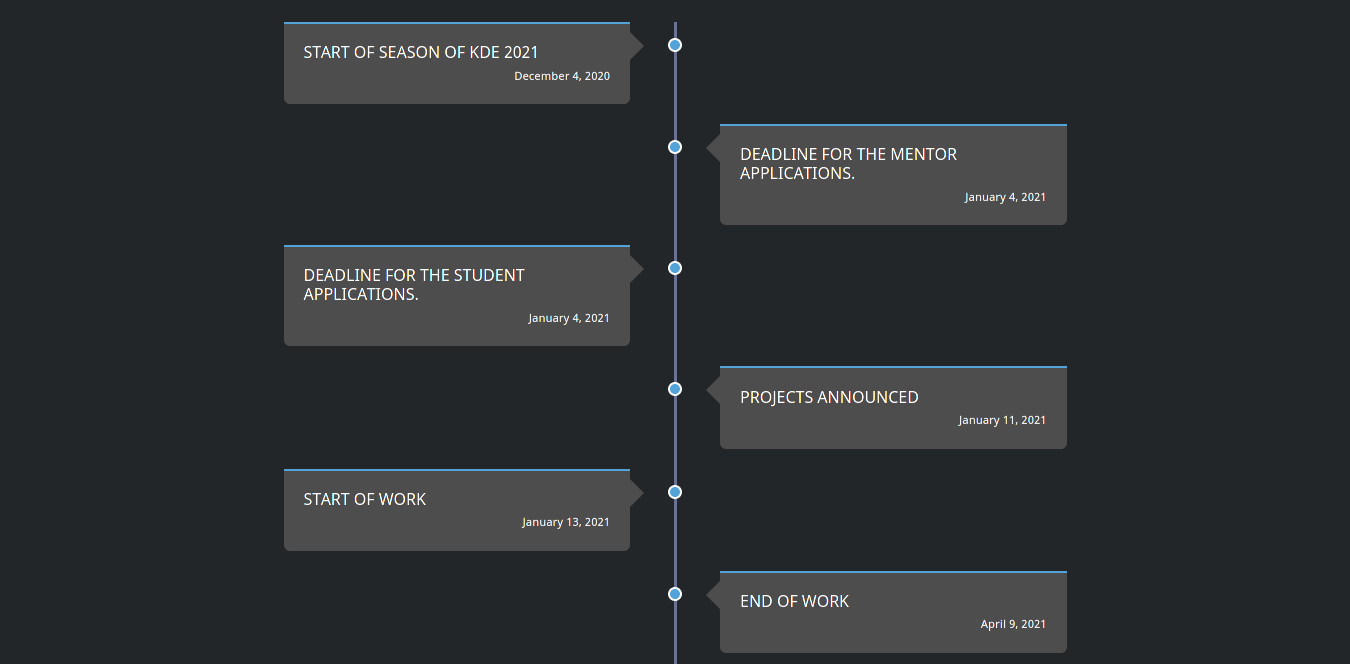 START OF SEASON OF KDE 2021
December 4, 2020
DEADLINE FOR THE MENTOR
APPLICATIONS.
January 4, 2021
DEADLINE FOR THE STUDENT
APPLICATIONS.
January 4, 2021
PROJECTS ANNOUNCED
January 11, 2021
START OF WORK
January 13, 2021
END OF WORK
April 9, 2021